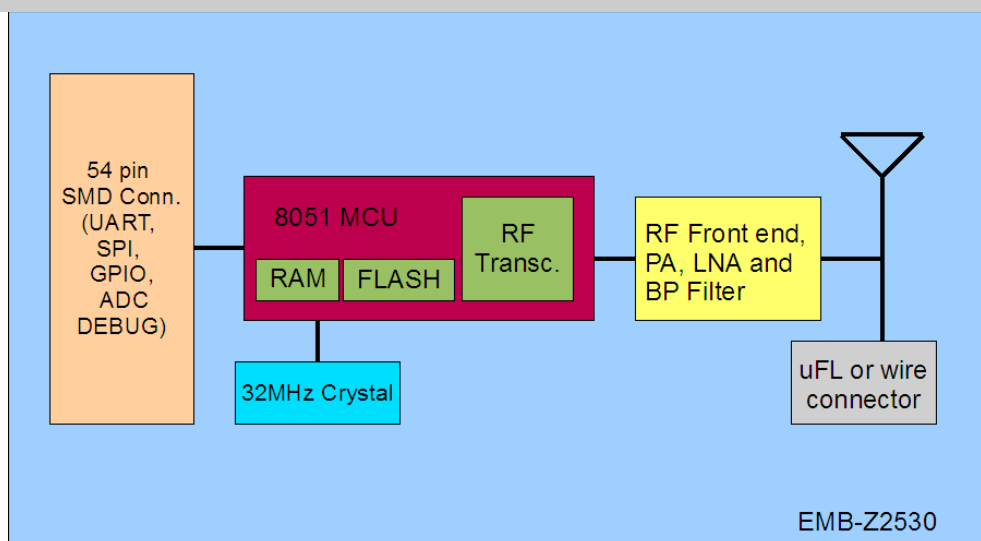 54 pin
SMD Conn.
(UART,
SPI,
GPIO,
ADC
DEBUG)
8051 MCU
RAM
FLASH
RF
Transc.
32MHz Crystal
RF Front end,
PA, LNA and
BP Filter
uFL or wire
connector
EMB-Z2530